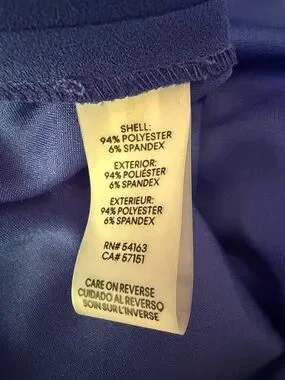 SHELL:
94% POLYESTER
6% SPANDEX
EXTERIOR:
94% POLIÉSTER
6% SPANDEX
EXTERIEUR:
94% POLYESTER
6% SPANDEX
RN# 54163
CA# 57151
CARE ON REVERSE
CUIDADO AL REVERSO
SOIN SUR L'INVERSE